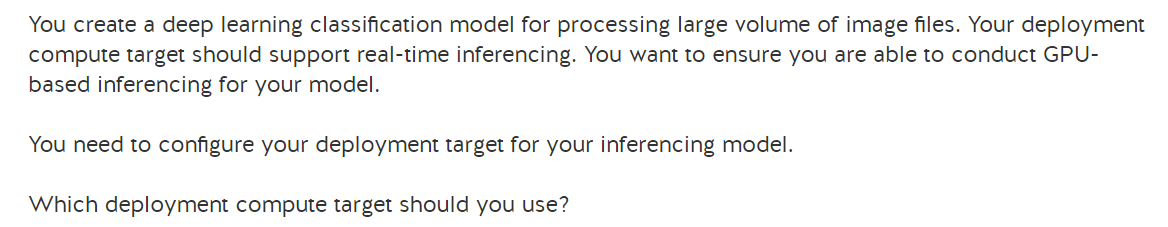 You create a deep learning classification model for processing large volume of image files. Your deployment
compute target should support real-time inferencing. You want to ensure you are able to conduct GPU-
based inferencing for your model.
You need to configure your deployment target for your inferencing model.
Which deployment compute target should you use?